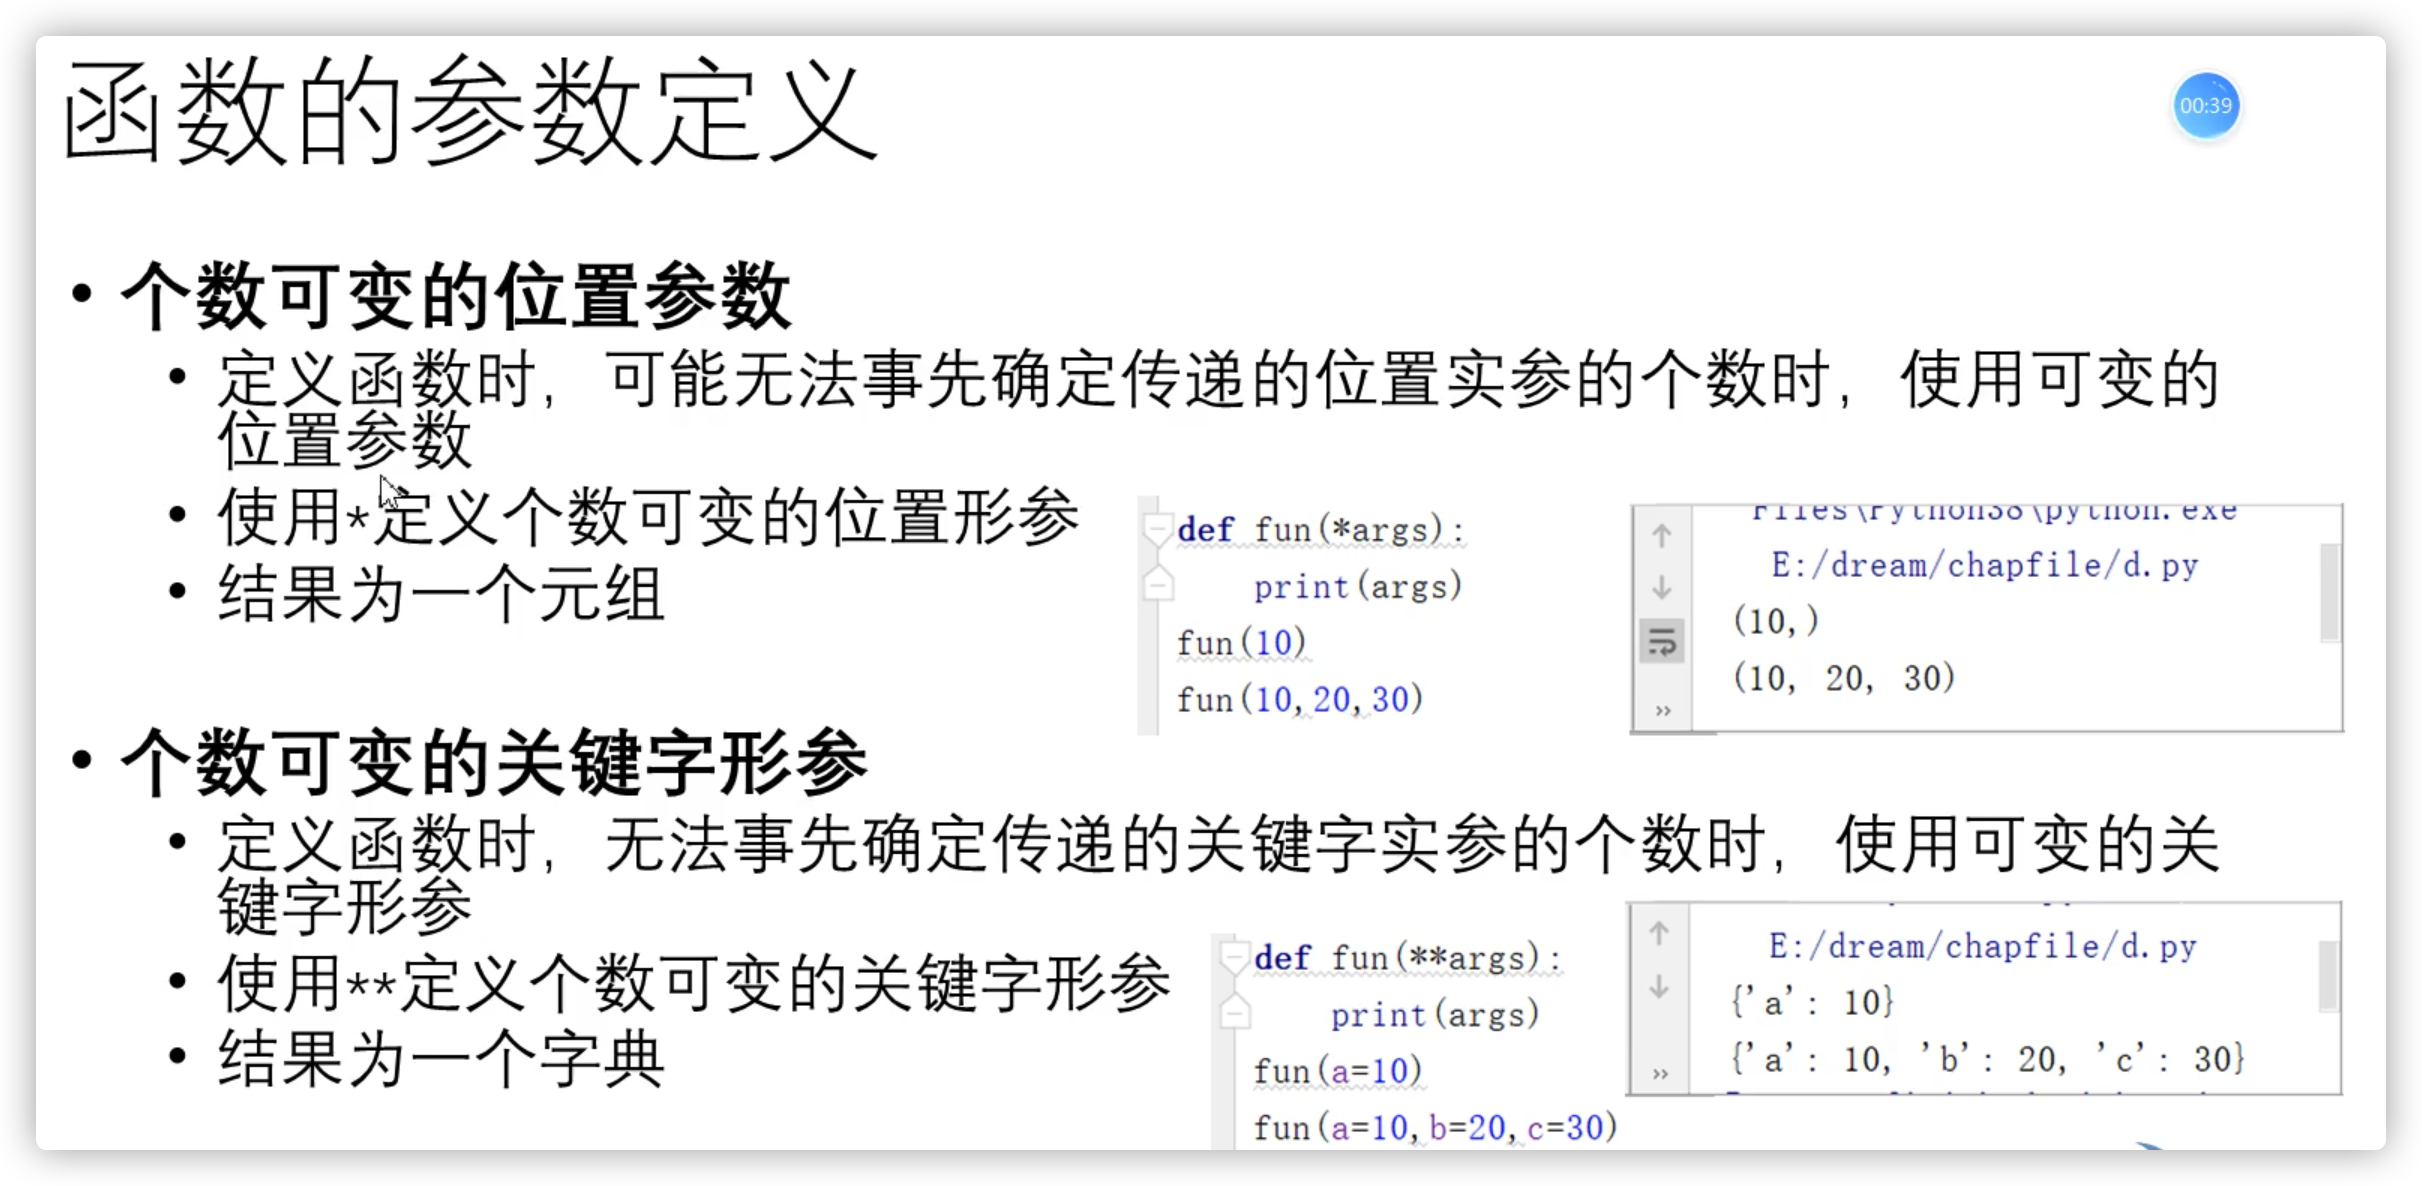 函数的参数定义
00:39
• 个数可变的位置参数
• 定义函数时，可能无法事先确定传递的位置实参的个数时，使用可变的
位置参数
• 使用*定义个数可变的位置形参
• 结果为一个元组
def fun(*args):
print(args)
fun(10)
fun(10,20,30)
Files\Python38\python.exe
E:/dream/chapfile/d.py
(10,)
(10, 20, 30)
• 个数可变的关键字形参
• 定义函数时，无法事先确定传递的关键字实参的个数时，使用可变的关
键字形参
• 使用**定义个数可变的关键字形参
• 结果为一个字典
def fun(**args):
print(args)
fun(a=10)
fun(a=10,b=20,c=30)
E:/dream/chapfile/d.py
{'a': 10}
{'a': 10, 'b': 20, 'c': 30}